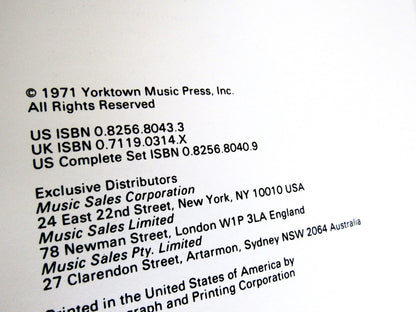 © 1971 Yorktown Music Press, Inc.
All Rights Reserved
US ISBN 0.8256.8043.3
UK ISBN 0.7119.0314.X
US Complete Set ISBN 0.8256.8040.9
Exclusive Distributors
Music Sales Corporation
24 East 22nd Street, New York, NY 10010 USA
Music Sales Limited
78 Newman Street, London W1P 3LA England
Music Sales Pty. Limited
27 Clarendon Street, Artarmon, Sydney NSW 2064 Australia
Printed in the United States of America by
and Printing Corporation